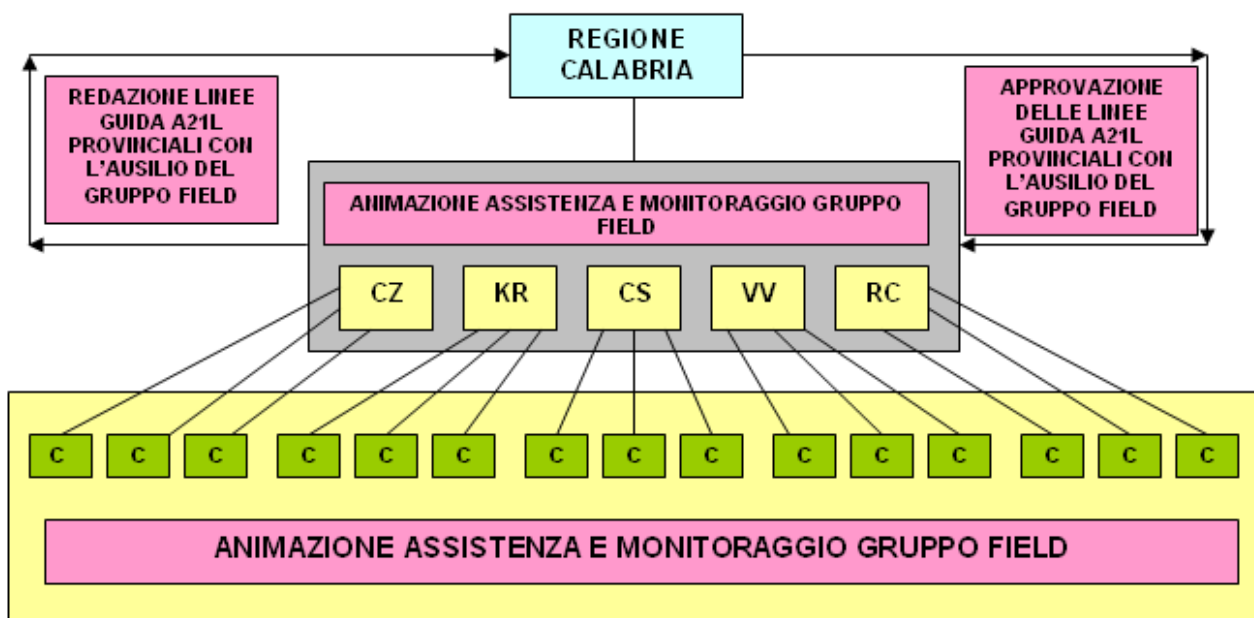 REGIONE
CALABRIA
REDAZIONE LINEE
GUIDA A21L
PROVINCIALI CON
L'AUSILIO DEL
GRUPPO FIELD
APPROVAZIONE
DELLE LINEE
GUIDA A21L
PROVINCIALI CON
L'AUSILIO DEL
GRUPPO FIELD
ANIMAZIONE ASSISTENZA E MONITORAGGIO GRUPPO
FIELD
CZ KR CS VV RC
C C C C C C C C C C C C C C C
ANIMAZIONE ASSISTENZA E MONITORAGGIO GRUPPO FIELD